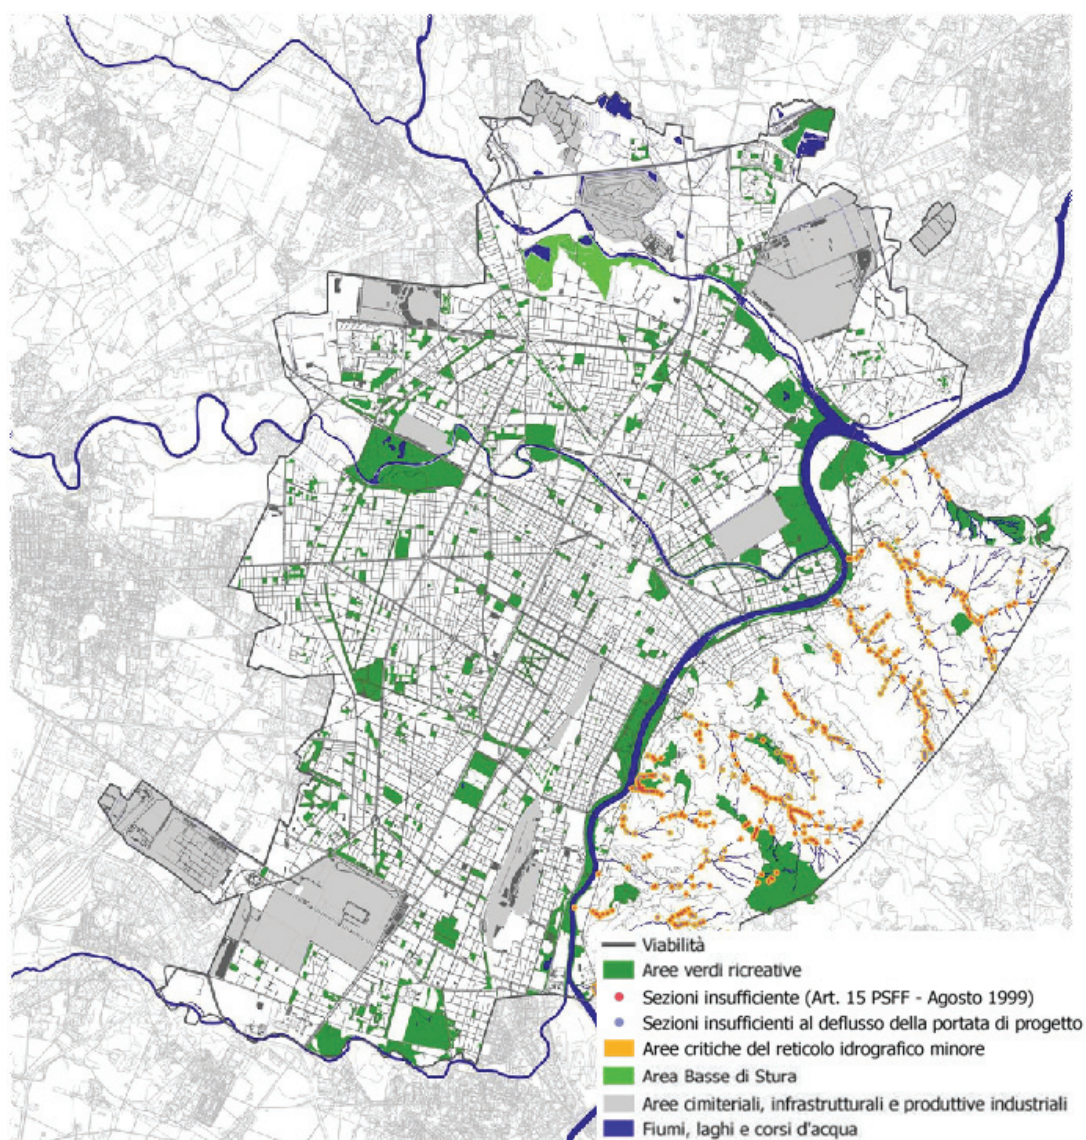 Viabilità
Aree verdi ricreative
Sezioni insufficiente (Art. 15 PSFF - Agosto 1999)
Sezioni insufficienti al deflusso della portata di progetto
Aree critiche del reticolo idrografico minore
Area Basse di Stura
Aree cimiteriali, infrastrutturali e produttive industriali
Fiumi, laghi e corsi d'acqua